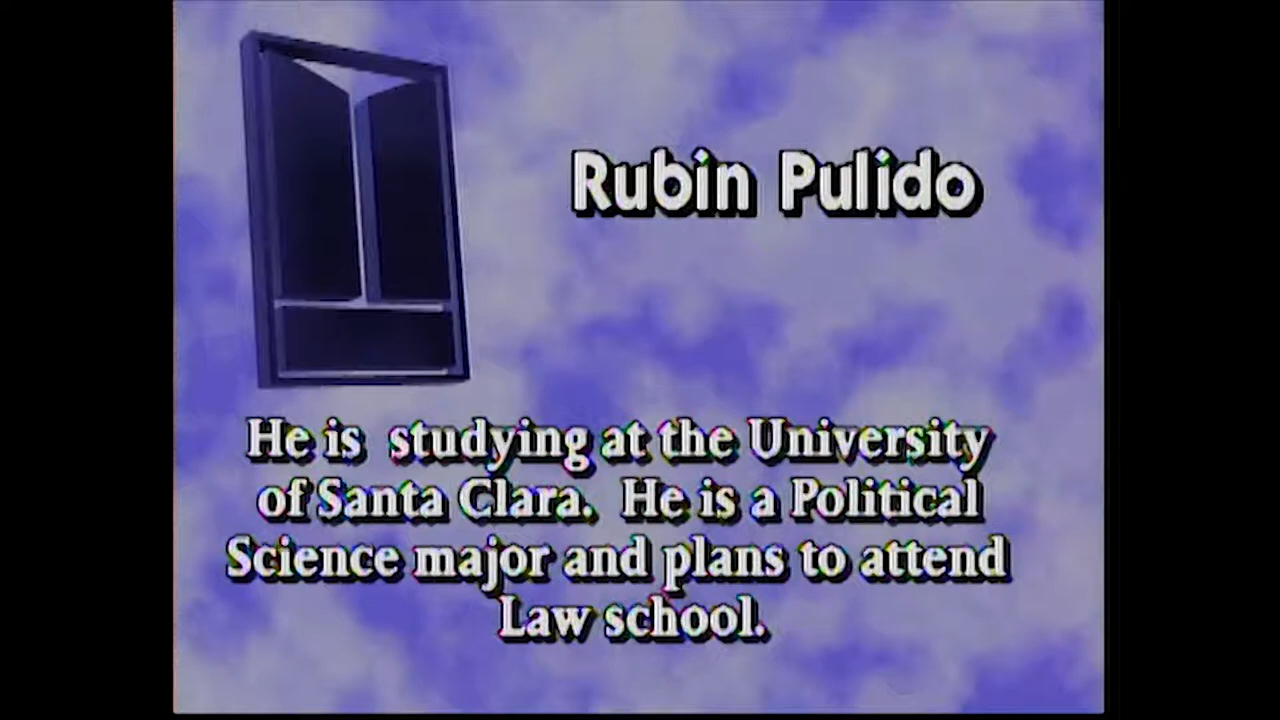 Rubin Pulido
He is  studying at the University
of Santa Clara.  He is a Political
Science major and plans to attend
Law school.